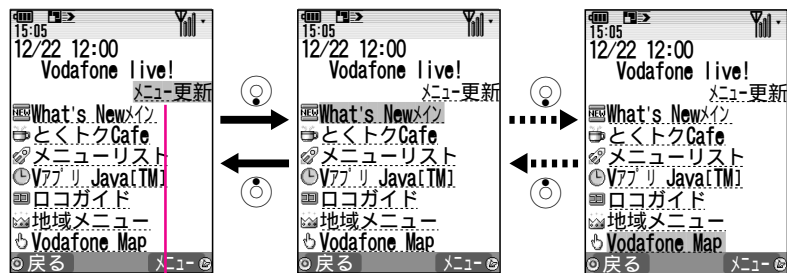 15:05
12/22 12:00
Vodafone live!
メニュー更新
What's Newメイン
とくトクCafe
メニューリスト
Vアプリ Java[TM]
ロコガイド
地域メニュー
Vodafone Map
戻る メニュー
15:05
12/22 12:00
Vodafone live!
メニュー更新
What's Newメイン
とくトクCafe
メニューリスト
Vアプリ Java[TM]
ロコガイド
地域メニュー
Vodafone Map
戻る メニュー
15:05
12/22 12:00
Vodafone live!
メニュー更新
What's Newメイン
とくトクCafe
メニューリスト
Vアプリ Java[TM]
ロコガイド
地域メニュー
Vodafone Map
戻る メニュー